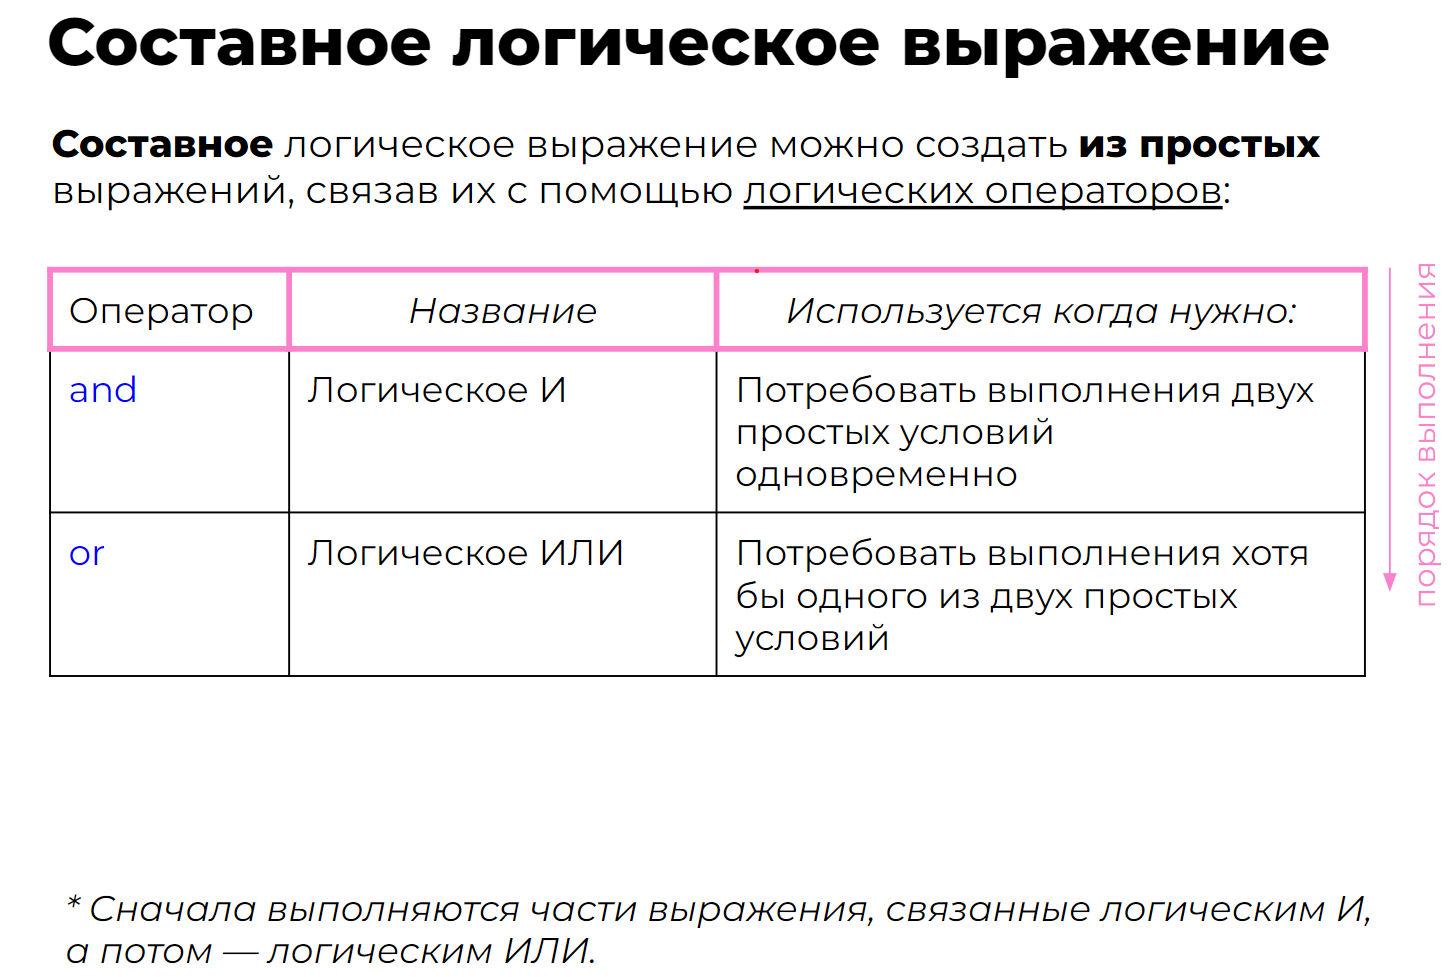 Составное логическое выражение
Составное логическое выражение можно создать из простых
выражений, связав их с помощью логических операторов:
Оператор
Название
Используется когда нужно:
and
Логическое И
Потребовать выполнения двух
простых условий
одновременно
or
Логическое ИЛИ
Потребовать выполнения хотя
бы одного из двух простых
условий
порядок выполнения
* Сначала выполняются части выражения, связанные логическим И,
а потом — логическим ИЛИ.